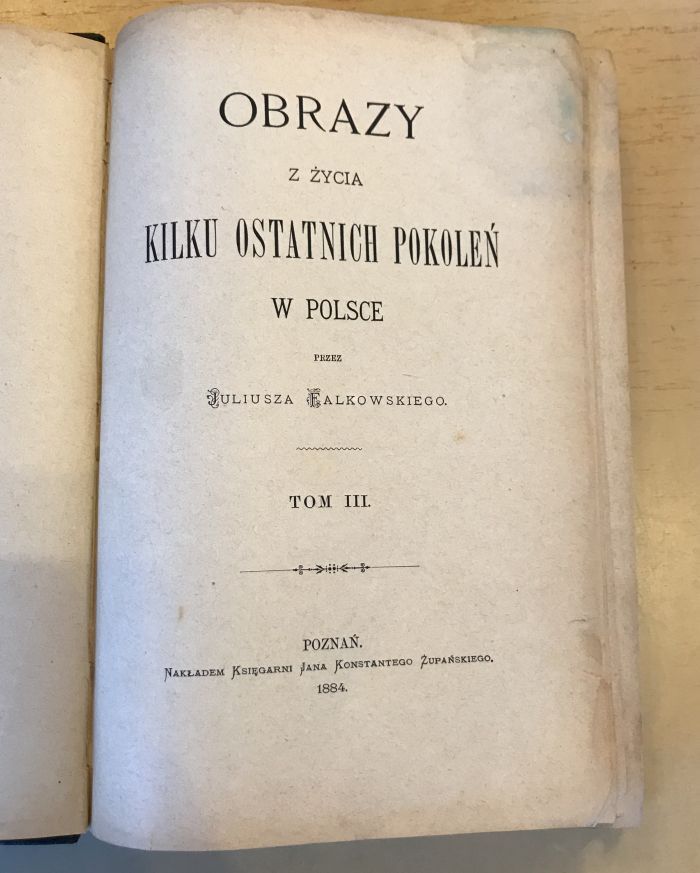 OBRAZY
Z ŻYCIA
KILKU OSTATNICH POKOLEŃ
W POLSCE
PRZEZ
JULIUSZA FALKOWSKIEGO.
TOM III.
POZNAŃ.
NAKŁADEM KSIĘGARNI JANA KONSTANTEGO ŻUPAŃSKIEGO.
1884.